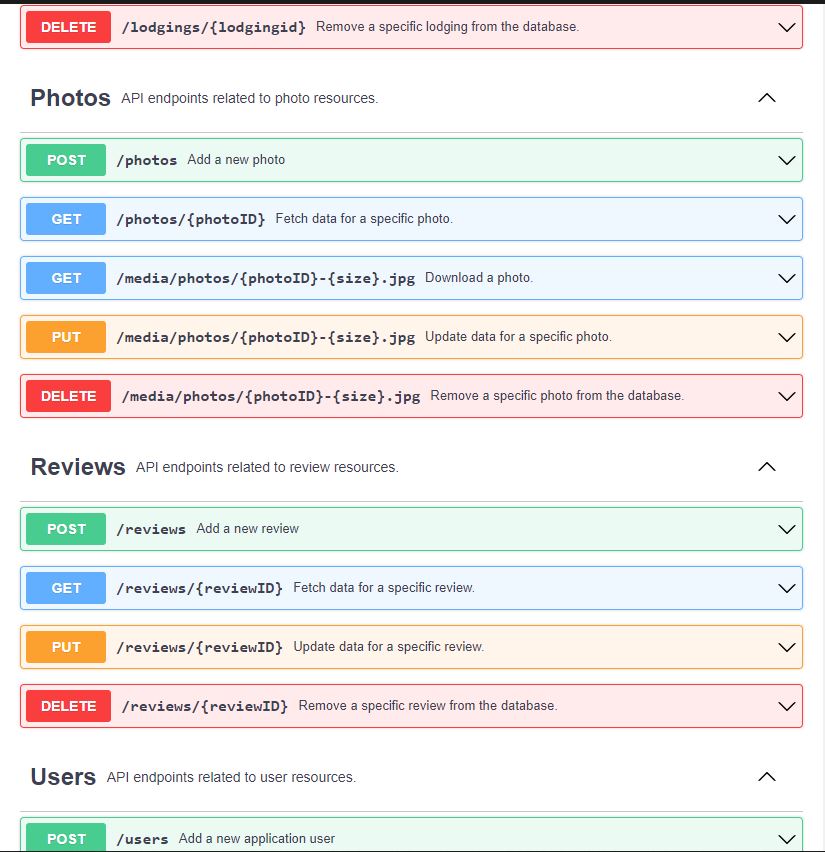 DELETE /lodgings/{lodgingid} Remove a specific lodging from the database.
Photos API endpoints related to photo resources.
POST /photos Add a new photo
GET /photos/{photoID} Fetch data for a specific photo.
GET /media/photos/{photoID}-{size}.jpg Download a photo.
PUT /media/photos/{photoID}-{size}.jpg Update data for a specific photo.
DELETE /media/photos/{photoID}-{size}.jpg Remove a specific photo from the database.
Reviews API endpoints related to review resources.
POST /reviews Add a new review
GET /reviews/{reviewID} Fetch data for a specific review.
PUT /reviews/{reviewID} Update data for a specific review.
DELETE /reviews/{reviewID} Remove a specific review from the database.
Users API endpoints related to user resources.
POST /users Add a new application user